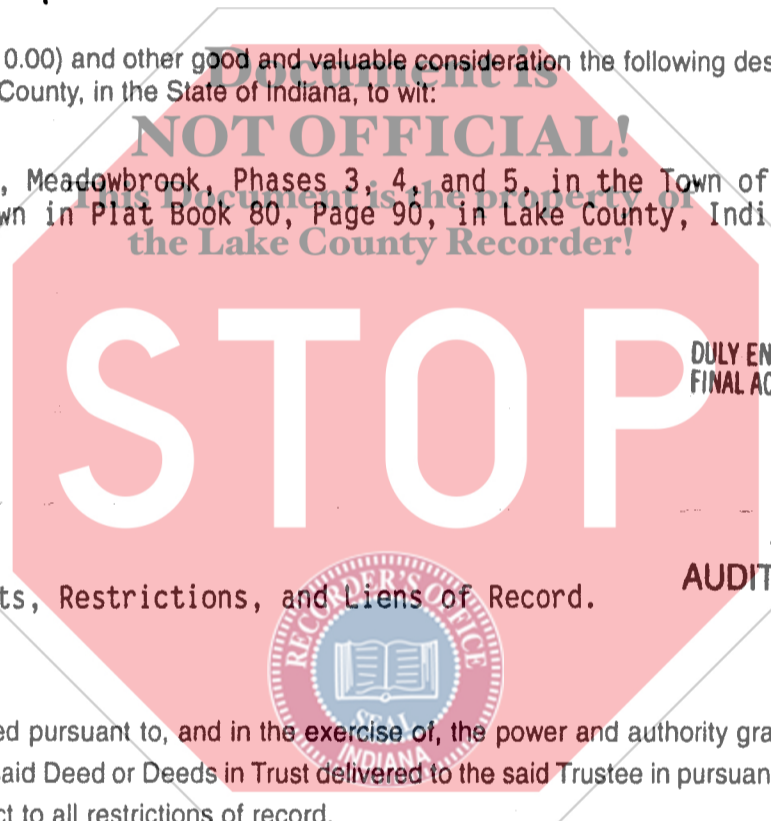 0.00) and other good and valuable consideration the following des
Document is
County, in the State of Indiana, to wit:
NOT OFFICIAL!
, Meadowbrook, Phases 3, 4, and 5, in the Town of
This Document is the property of
wn in Plat Book 80, Page 90, in Lake County, Indi
the Lake County Recorder!
STOP
DULY EN
FINAL AC
AUDIT
ts, Restrictions, and Liens of Record.
RECORDER'S OFFICE
SEAL
INDIANA
ed pursuant to, and in the exercise of, the power and authority gra
said Deed or Deeds in Trust delivered to the said Trustee in pursuan
ct to all restrictions of record.